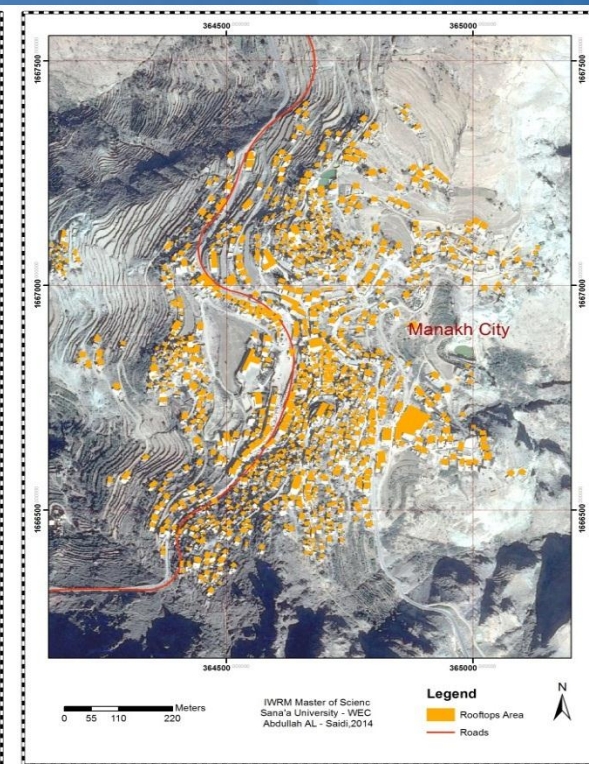 364500 365000
1667500 1667500
1667000 1667000
Manakh City
1666500 1666500
364500 365000
0 55 110 220 Meters
IWRM Master of Scienc
Sana'a University - WEC
Abdullah AL - Saidi,2014
Legend
Rooftops Area
Roads
N